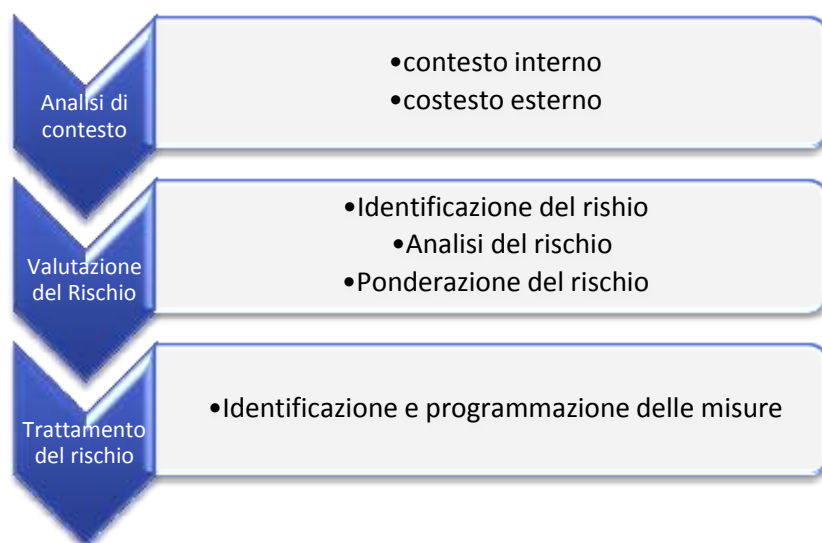 Analisi di
contesto
•contesto interno
•costesto esterno
Valutazione
del Rischio
•Identificazione del rishio
•Analisi del rischio
•Ponderazione del rischio
Trattamento
del rischio
•Identificazione e programmazione delle misure